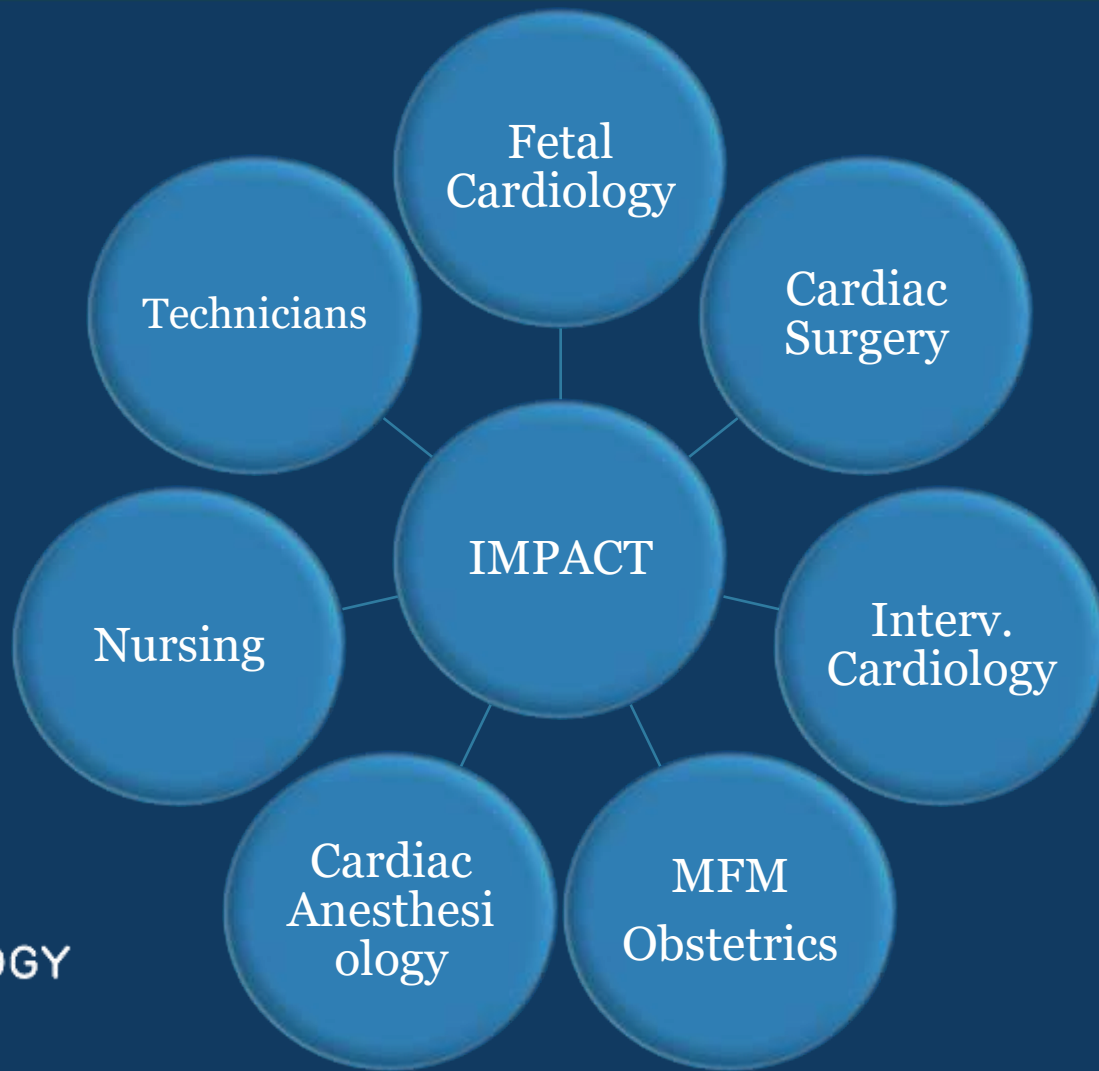 Fetal
Cardiology
Technicians
Cardiac
Surgery
IMPACT
Nursing
Interv.
Cardiology
Cardiac
Anesthesi
ology
MFM
Obstetrics